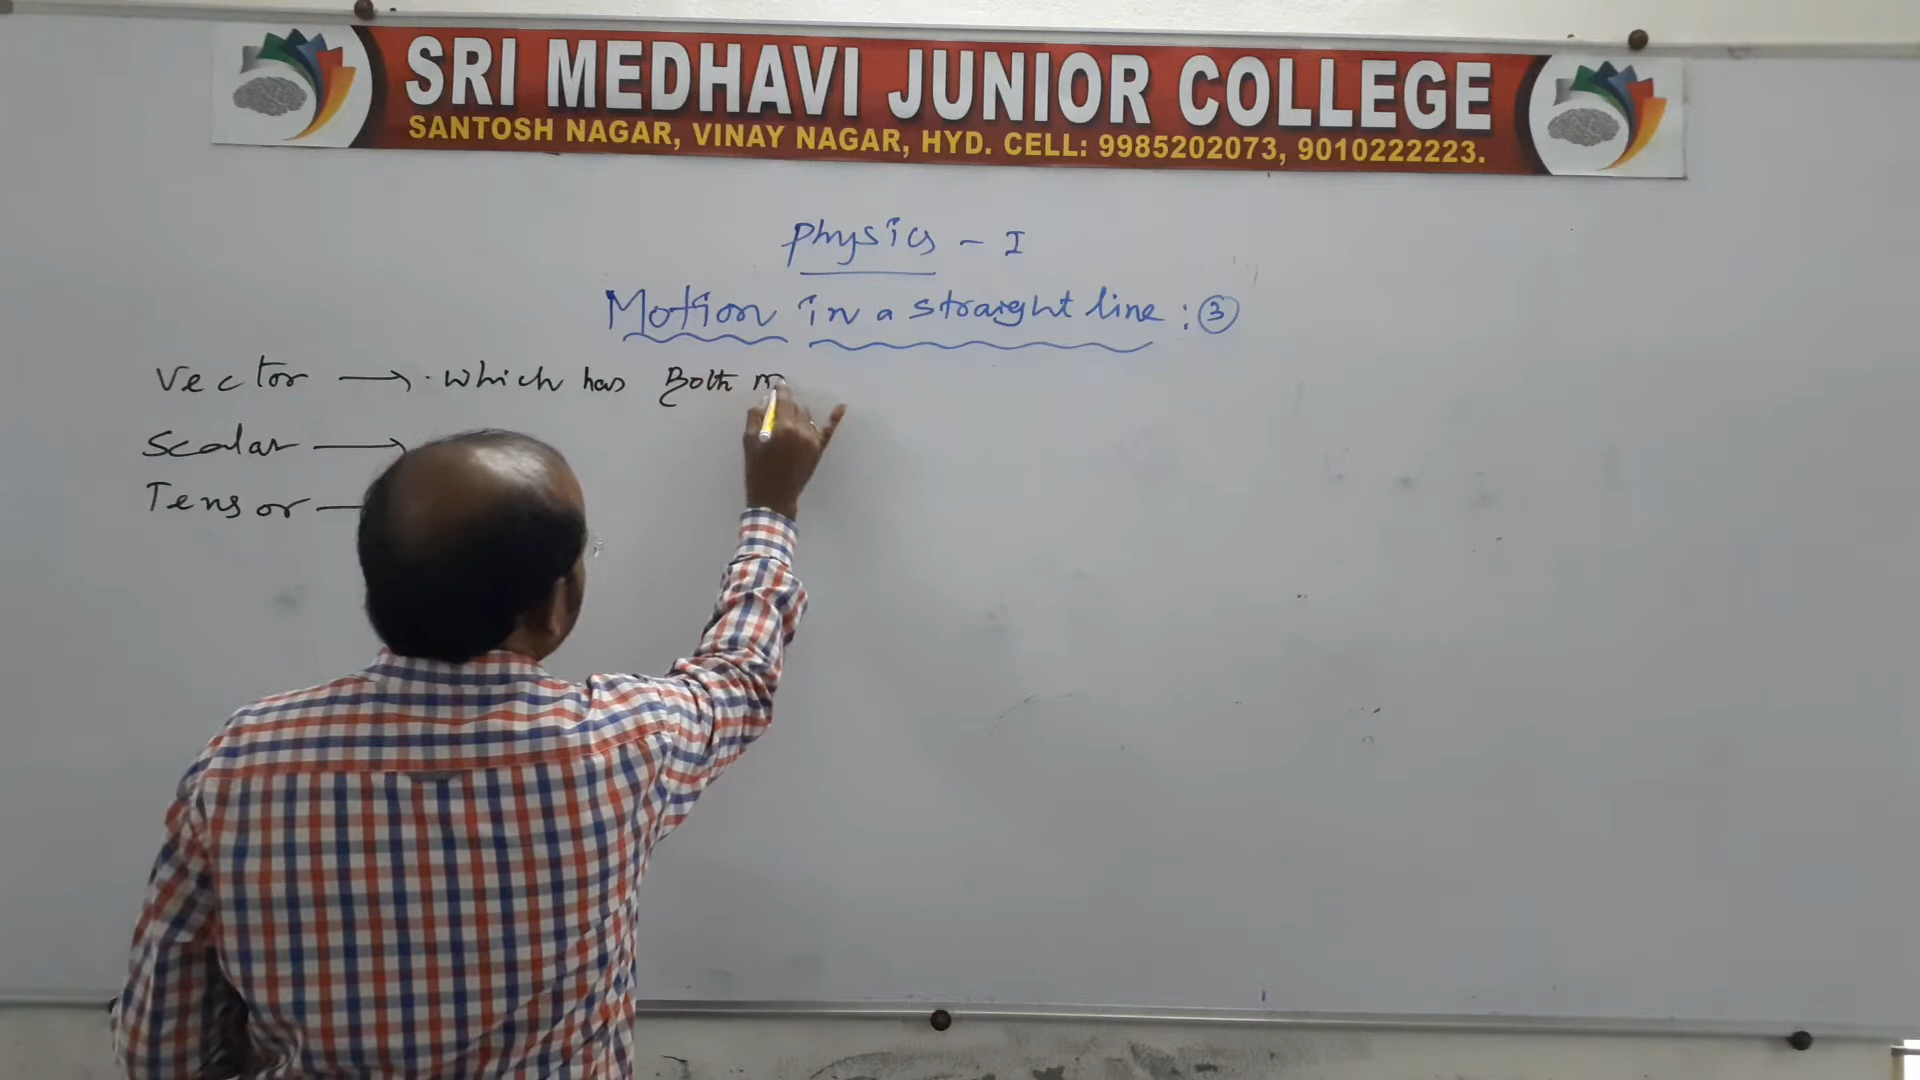 SRI MEDHAVI JUNIOR COLLEGE
SANTOSH NAGAR, VINAY NAGAR, HYD. CELL: 9985202073, 9010222223.
Physics - I
Motion in a straight line : ③
Vector → which has Both m
Scalar →
Tensor —